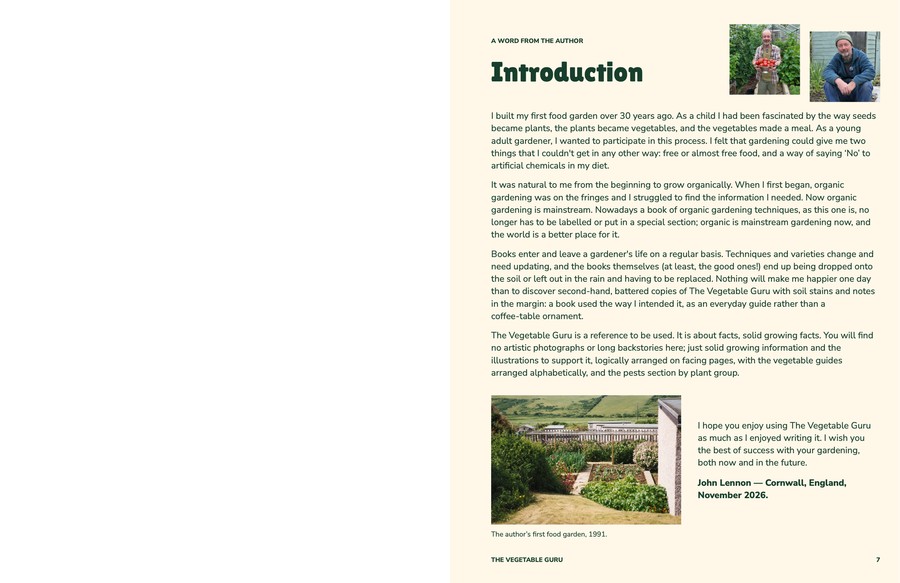 A WORD FROM THE AUTHOR
Introduction
I built my first food garden over 30 years ago. As a child I had been fascinated by the way seeds
became plants, the plants became vegetables, and the vegetables made a meal. As a young
adult gardener, I wanted to participate in this process. I felt that gardening could give me two
things that I couldn't get in any other way: free or almost free food, and a way of saying ‘No’ to
artificial chemicals in my diet.
It was natural to me from the beginning to grow organically. When I first began, organic
gardening was on the fringes and I struggled to find the information I needed. Now organic
gardening is mainstream. Nowadays a book of organic gardening techniques, as this one is, no
longer has to be labelled or put in a special section; organic is mainstream gardening now, and
the world is a better place for it.
Books enter and leave a gardener's life on a regular basis. Techniques and varieties change and
need updating, and the books themselves (at least, the good ones!) end up being dropped onto
the soil or left out in the rain and having to be replaced. Nothing will make me happier one day
than to discover second-hand, battered copies of The Vegetable Guru with soil stains and notes
in the margin: a book used the way I intended it, as an everyday guide rather than a
coffee-table ornament.
The Vegetable Guru is a reference to be used. It is about facts, solid growing facts. You will find
no artistic photographs or long backstories here; just solid growing information and the
illustrations to support it, logically arranged on facing pages, with the vegetable guides
arranged alphabetically, and the pests section by plant group.
I hope you enjoy using The Vegetable Guru
as much as I enjoyed writing it. I wish you
the best of success with your gardening,
both now and in the future.
John Lennon — Cornwall, England,
November 2026.
The author's first food garden, 1991.
THE VEGETABLE GURU
7